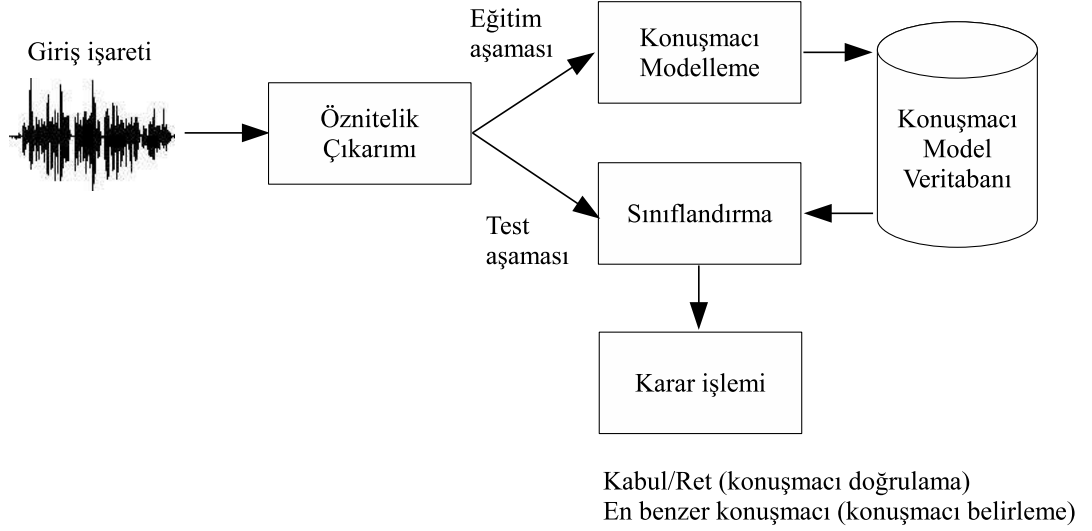 Giriş işareti
Öznitelik
Çıkarımı
Eğitim
aşaması
Konuşmacı
Modelleme
Konuşmacı
Model
Veritabanı
Test
aşaması
Sınıflandırma
Karar işlemi
Kabul/Ret (konuşmacı doğrulama)
En benzer konuşmacı (konuşmacı belirleme)